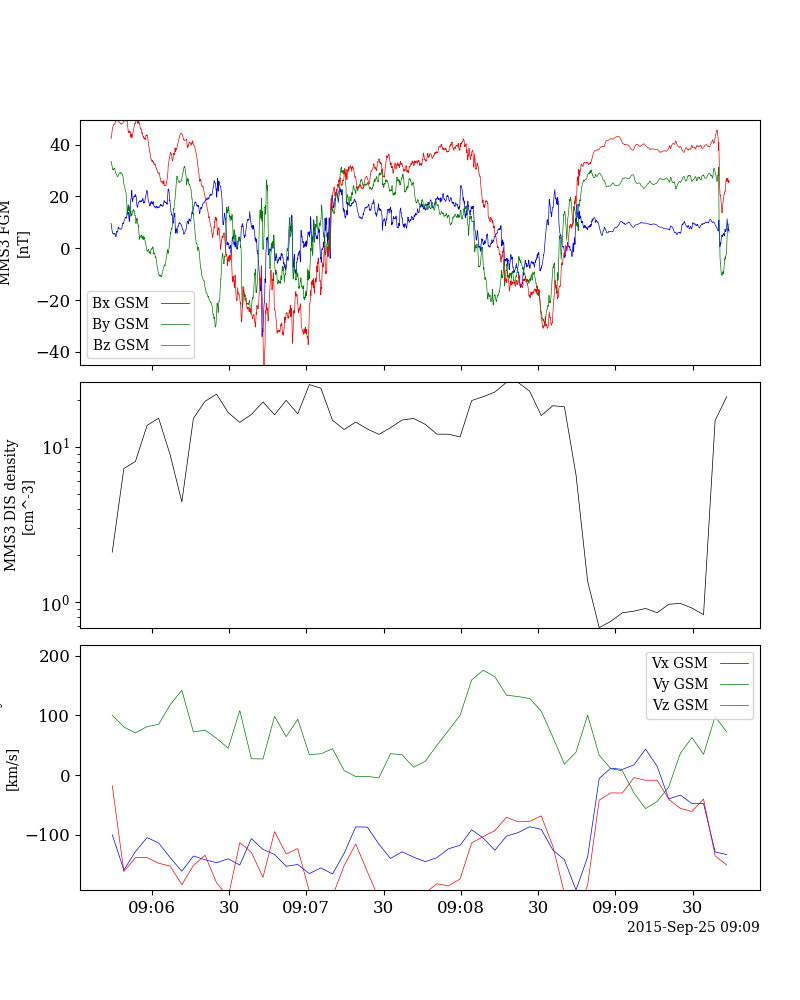 40
20
0
−20
−40
MMS3 FGM
[nT]
Bx GSM
By GSM
Bz GSM
10^1
10^0
MMS3 DIS density
[cm^-3]
200
100
0
−100
[km/s]
Vx GSM
Vy GSM
Vz GSM
09:06 30 09:07 30 09:08 30 09:09 30
2015-Sep-25 09:09